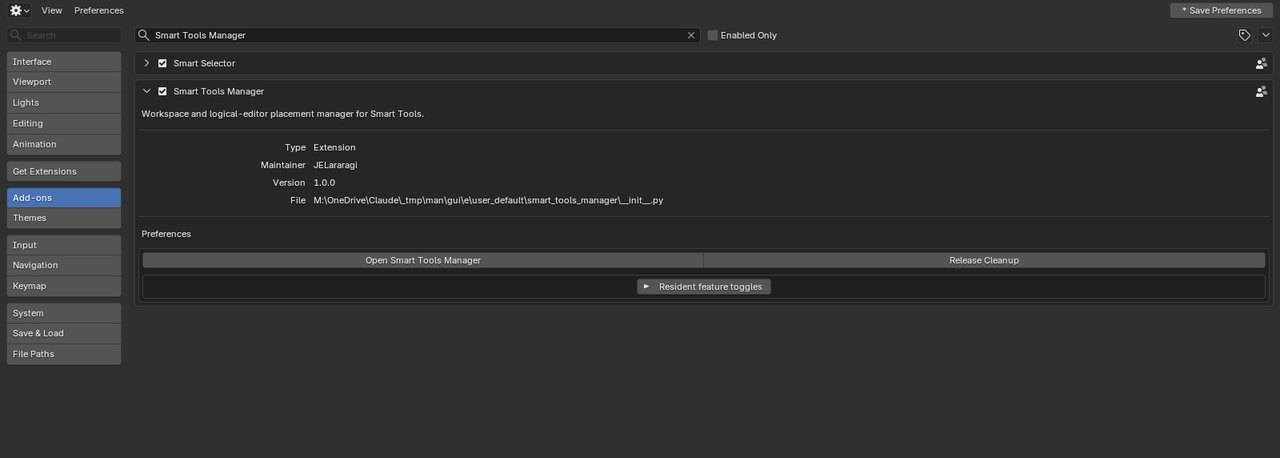 View Preferences * Save Preferences
Search Smart Tools Manager Enabled Only
Interface
Viewport
Lights
Editing
Animation
Get Extensions
Add-ons
Themes
Input
Navigation
Keymap
System
Save & Load
File Paths
Smart Selector
Smart Tools Manager
Workspace and logical-editor placement manager for Smart Tools.
Type Extension
Maintainer JELararagi
Version 1.0.0
File M:\OneDrive\Claude\_tmp\man\gui\e\user_default\smart_tools_manager\__init__.py
Preferences
Open Smart Tools Manager Release Cleanup
Resident feature toggles